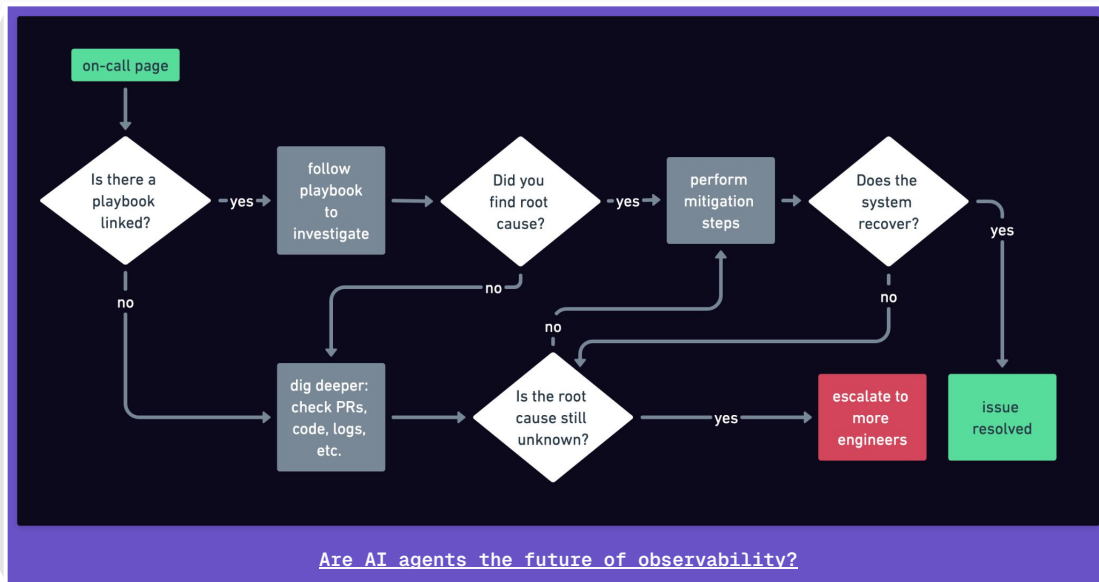 on-call page
Is there a
playbook
linked?
yes
no
follow
playbook
to
investigate
Did you
find root
cause?
yes
no
perform
mitigation
steps
Does the
system
recover?
yes
no
dig deeper:
check PRs,
code, logs,
etc.
Is the root
cause still
unknown?
no
yes
escalate to
more
engineers
issue
resolved
Are AI agents the future of observability?